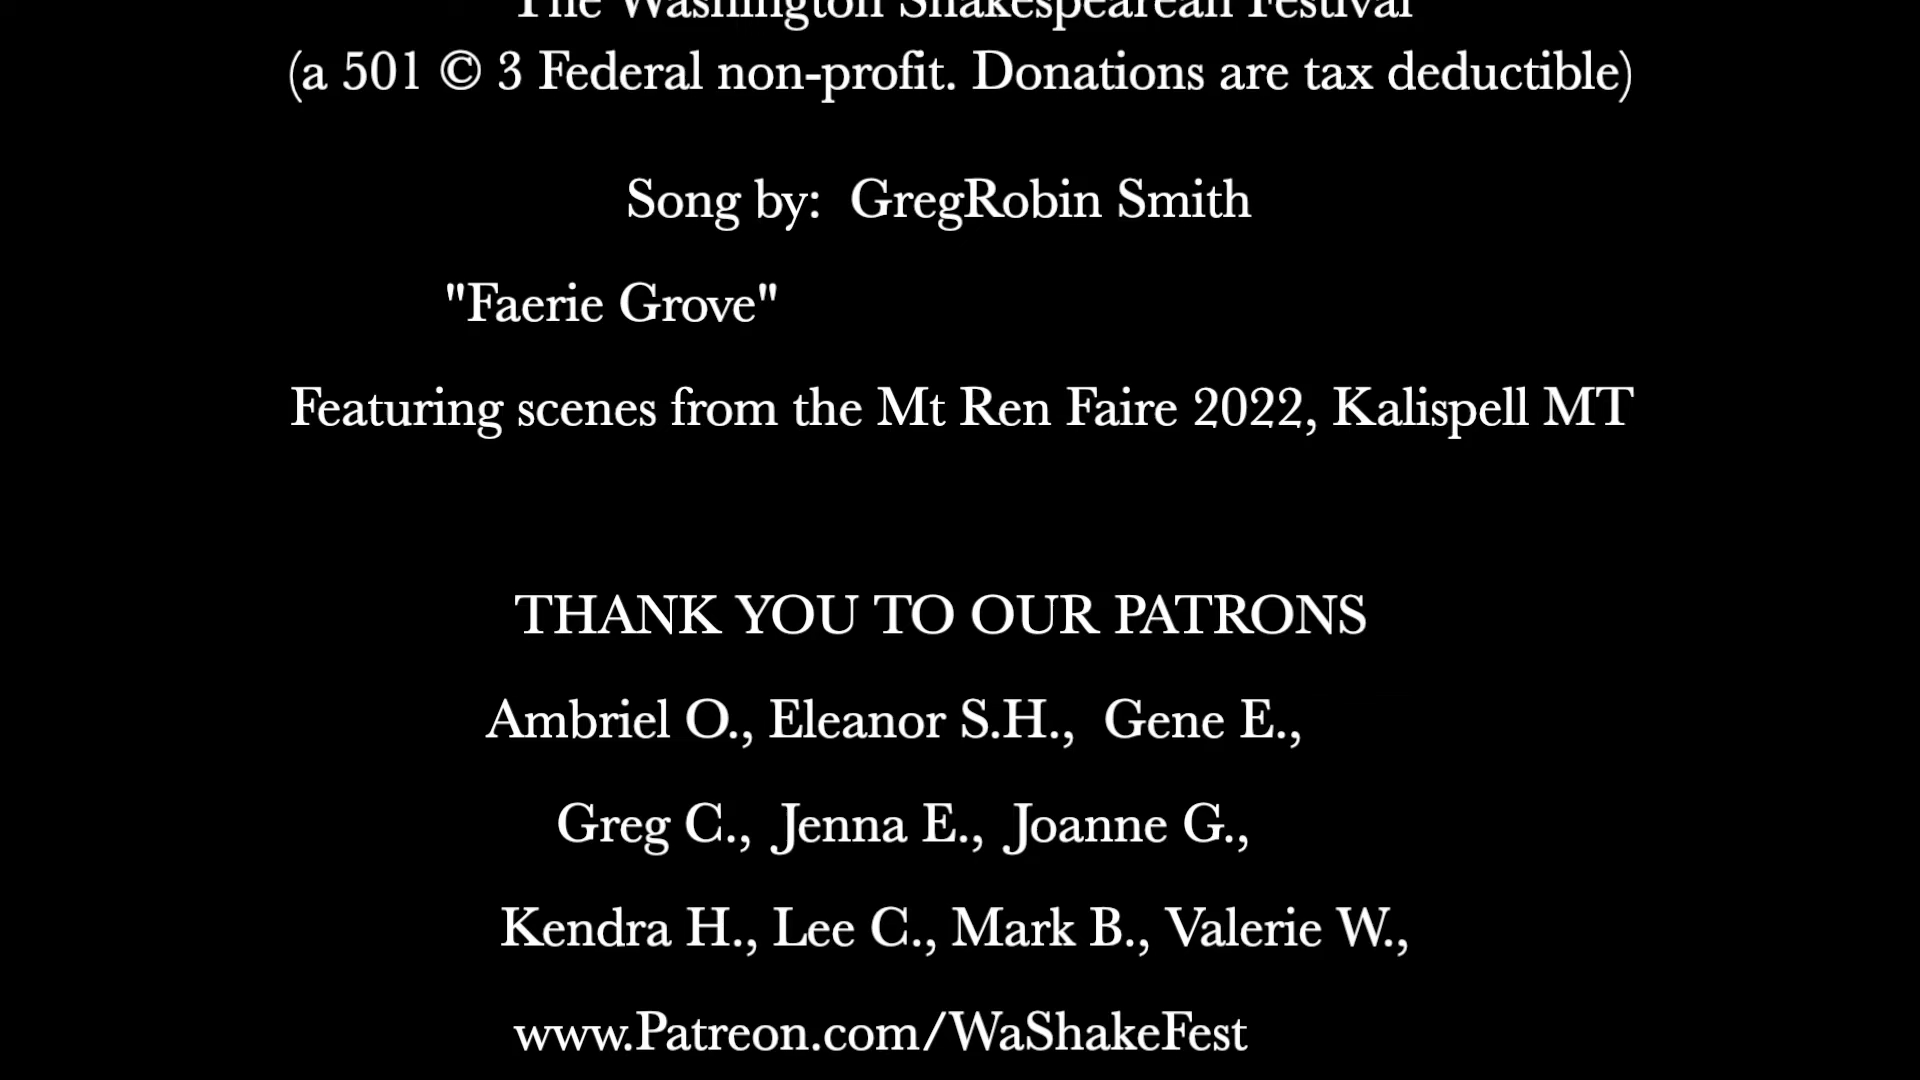 The Washington Shakespearean Festival
(a 501 © 3 Federal non-profit. Donations are tax deductible)
Song by: GregRobin Smith
"Faerie Grove"
Featuring scenes from the Mt Ren Faire 2022, Kalispell MT
THANK YOU TO OUR PATRONS
Ambriel O., Eleanor S.H., Gene E.,
Greg C., Jenna E., Joanne G.,
Kendra H., Lee C., Mark B., Valerie W.,
www.Patreon.com/WaShakeFest